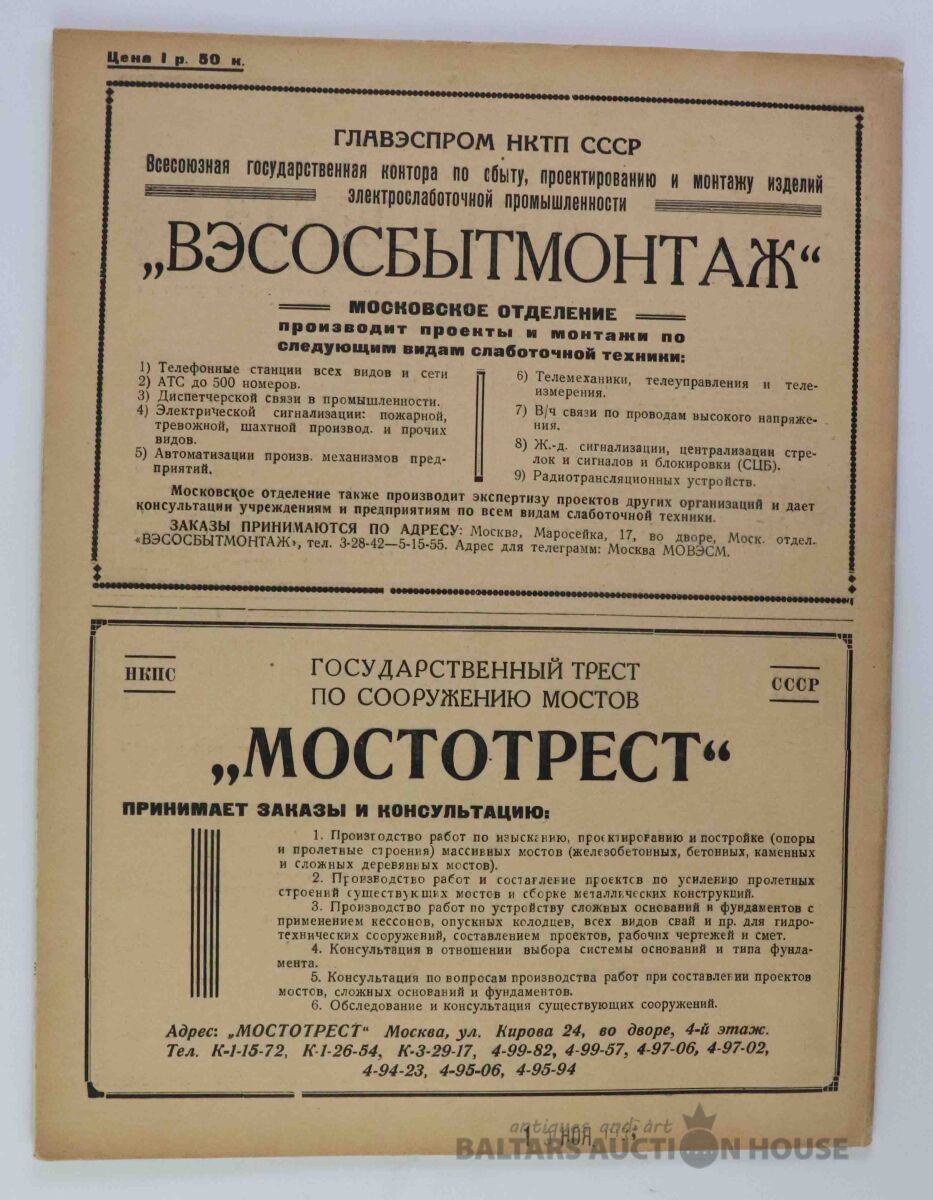 Цена 1 р. 50 к.
ГЛАВЭСПРОМ НКТП СССР
Всесоюзная государственная контора по сбыту, проектированию и монтажу изделий
электрослаботочной промышленности
„ВЭСОСБЫТМОНТАЖ“
МОСКОВСКОЕ ОТДЕЛЕНИЕ
производит проекты и монтажи по
следующим видам слаботочной техники:
1) Телефонные станции всех видов и сети
2) АТС до 500 номеров.
3) Диспетчерской связи в промышленности.
4) Электрической сигнализации: пожарной,
тревожной, шахтной производ. и прочих
видов.
5) Автоматизации произв. механизмов пред-
приятий.
6) Телемеханики, телеуправления и теле-
измерения.
7) В/ч связи по проводам высокого напряже-
ния.
8) Ж.-д. сигнализации, централизации стре-
лок и сигналов и блокировки (СЦБ).
9) Радиотрансляционных устройств.
Московское отделение также производит экспертизу проектов других организаций и дает
консультации учреждениям и предприятиям по всем видам слаботочной техники.
ЗАКАЗЫ ПРИНИМАЮТСЯ ПО АДРЕСУ: Москва, Маросейка, 17, во дворе, Моск. отдел.
«ВЭСОСБЫТМОНТАЖ», тел. 3-28-42—5-15-55. Адрес для телеграмм: Москва МОВЭСМ.
НКПС
ГОСУДАРСТВЕННЫЙ ТРЕСТ
ПО СООРУЖЕНИЮ МОСТОВ
СССР
„МОСТОТРЕСТ“
ПРИНИМАЕТ ЗАКАЗЫ И КОНСУЛЬТАЦИЮ:
1. Производство работ по изысканию, проектированию и постройке (опоры
и пролетные строения) массивных мостов (железобетонных, бетонных, каменных
и сложных деревянных мостов).
2. Производство работ и составление проектов по усилению пролетных
строений существующих мостов и сборке металлических конструкций.
3. Производство работ по устройству сложных оснований и фундаментов с
применением кессонов, опускных колодцев, всех видов свай и пр. для гидро-
технических сооружений, составлением проектов, рабочих чертежей и смет.
4. Консультация в отношении выбора системы оснований и типа фунда-
мента.
5. Консультация по вопросам производства работ при составлении проектов
мостов, сложных оснований и фундаментов.
6. Обследование и консультация существующих сооружений.
Адрес: „МОСТОТРЕСТ“ Москва, ул. Кирова 24, во дворе, 4-й этаж.
Тел. К-1-15-72, К-1-26-54, К-3-29-17, 4-99-82, 4-99-57, 4-97-06, 4-97-02,
4-94-23, 4-95-06, 4-95-94
antiques and art
BALTARS AUCTION HOUSE